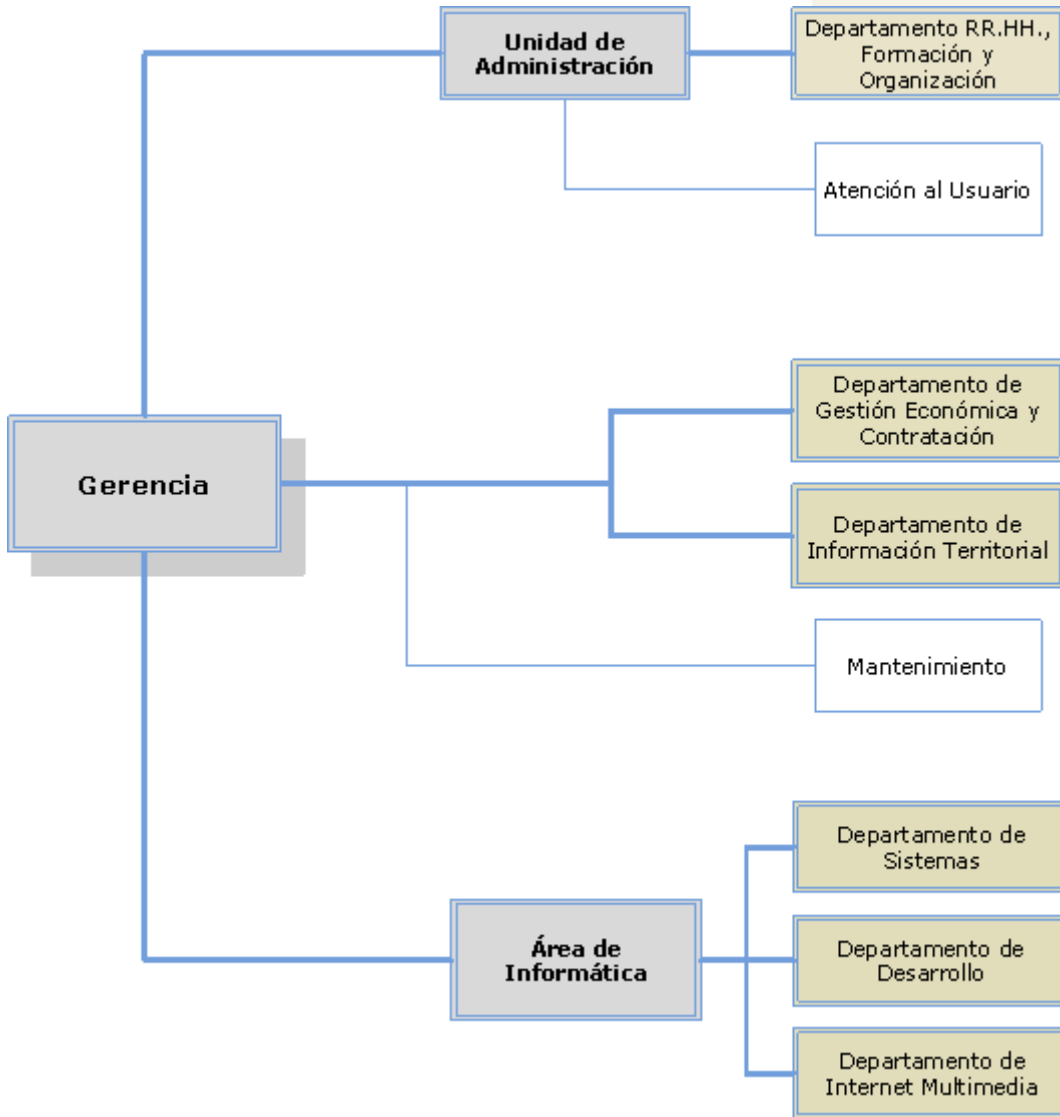 Unidad de
Administración
Departamento RR.HH.,
Formación y
Organización
Atención al Usuario
Departamento de
Gestión Económica y
Contratación
Gerencia
Departamento de
Información Territorial
Mantenimiento
Departamento de
Sistemas
Área de
Informática
Departamento de
Desarrollo
Departamento de
Internet Multimedia